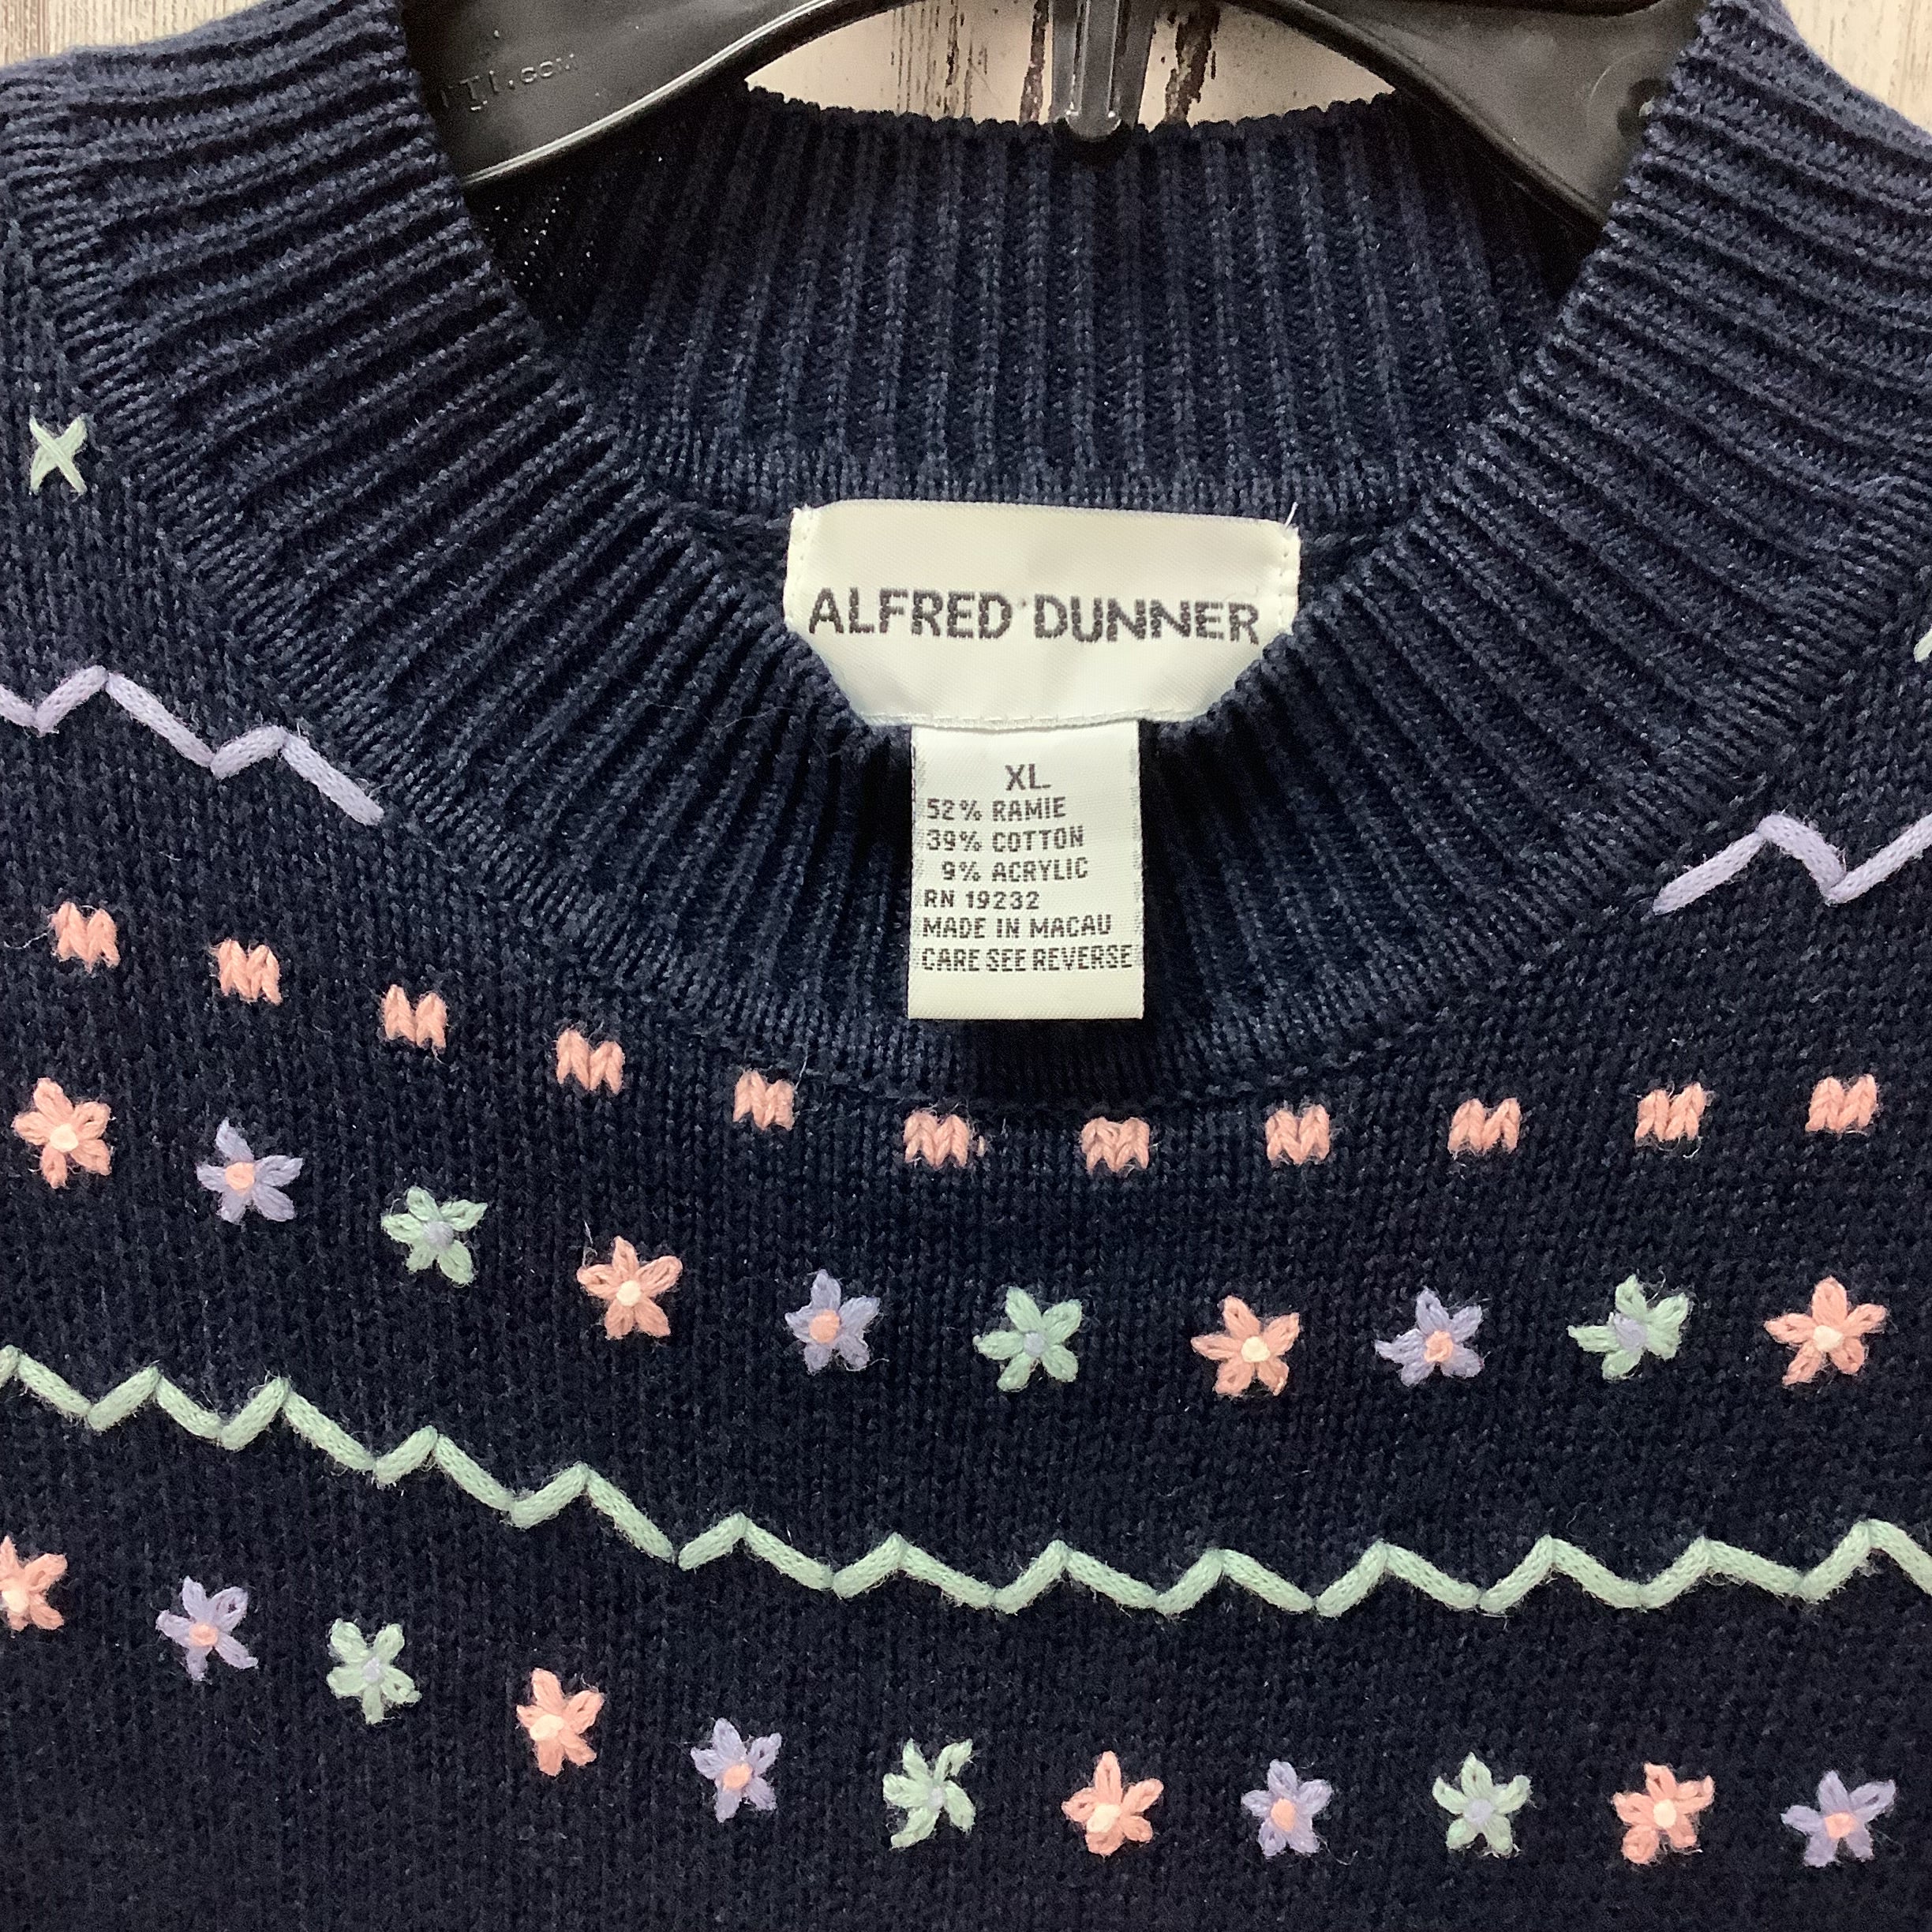 ALFRED DUNNER
XL
52% RAMIE
39% COTTON
9% ACRYLIC
RN 19232
MADE IN MACAU
CARE SEE REVERSE